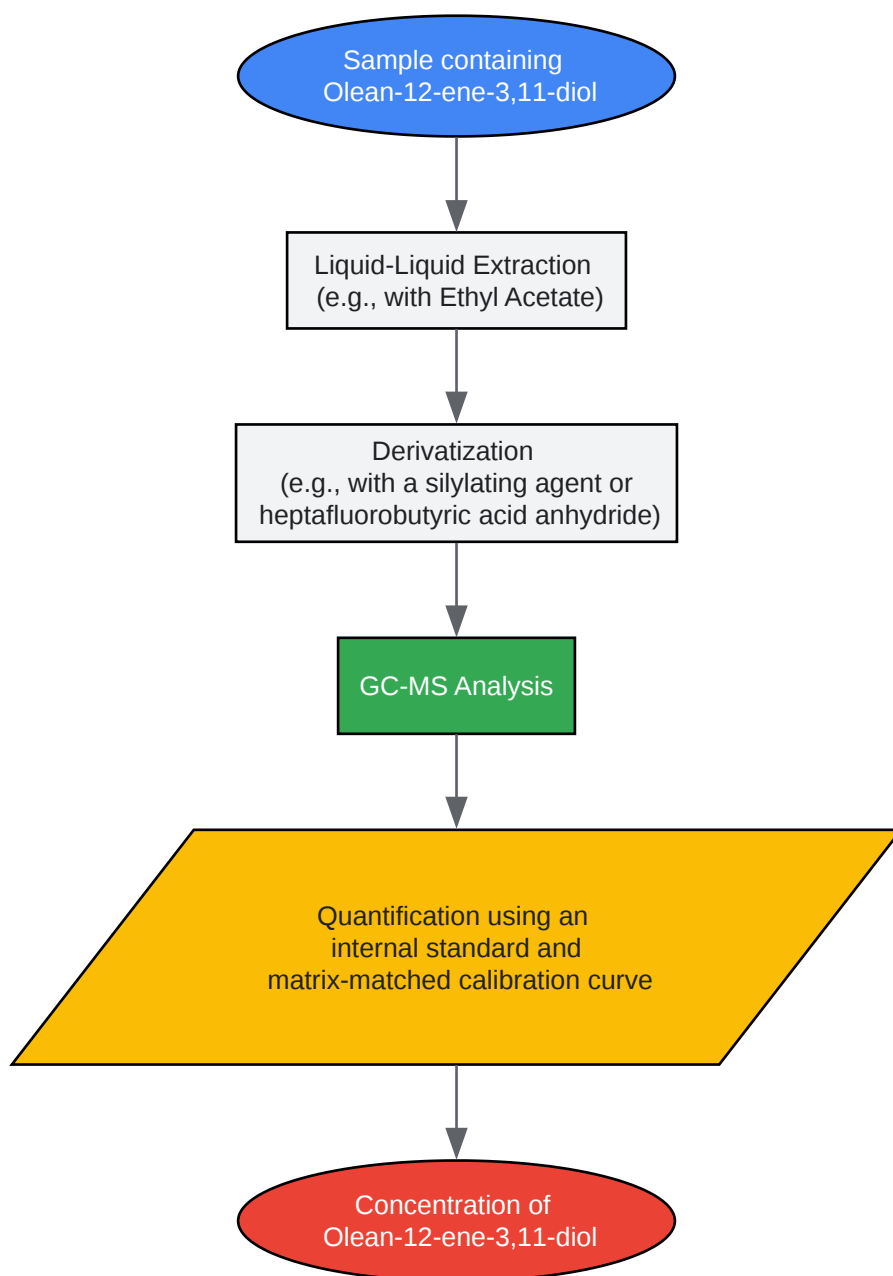 Sample containing
Olean-12-ene-3,11-diol
Liquid-Liquid Extraction
(e.g., with Ethyl Acetate)
Derivatization
(e.g., with a silylating agent or
heptafluorobutyric acid anhydride)
GC-MS Analysis
Quantification using an
internal standard and
matrix-matched calibration curve
Concentration of
Olean-12-ene-3,11-diol